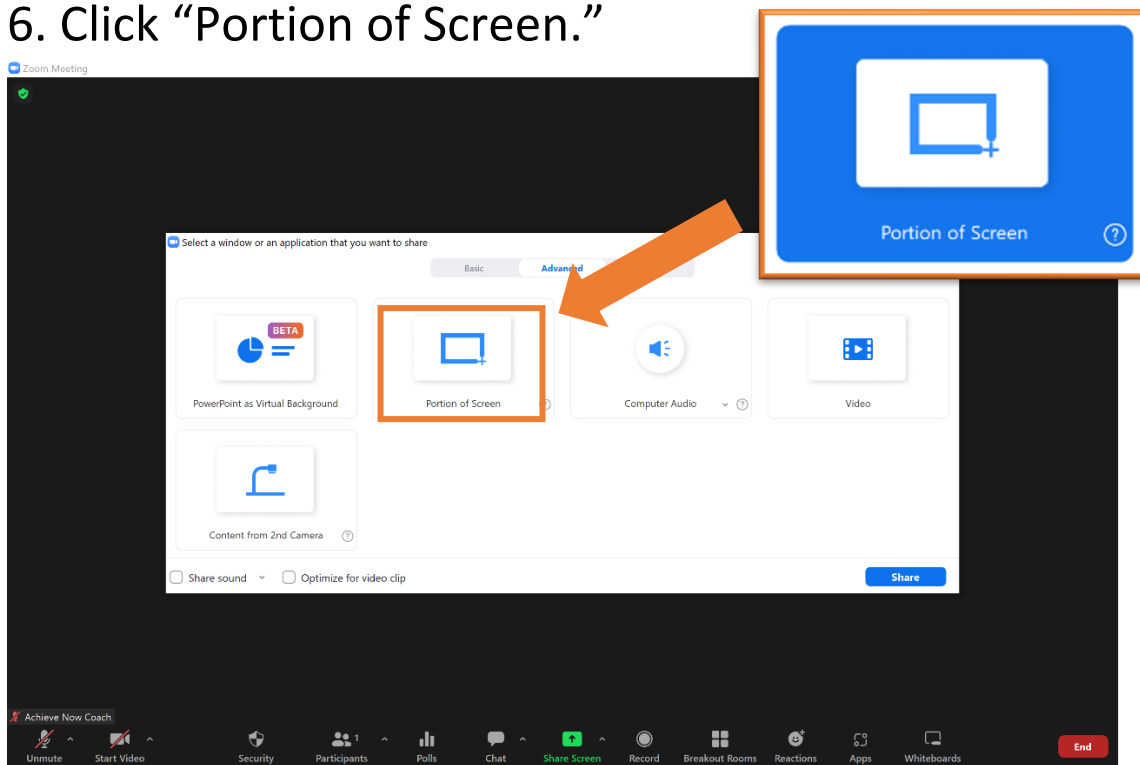 6. Click “Portion of Screen.”
Zoom Meeting
Portion of Screen ?
Select a window or an application that you want to share
Basic Advanced
BETA
PowerPoint as Virtual Background
Portion of Screen
Computer Audio ?
Video
Content from 2nd Camera ?
Share sound Optimize for video clip Share
Achieve Now Coach
1
Unmute Start Video Security Participants Polls Chat Share Screen Record Breakout Rooms Reactions Apps Whiteboards End